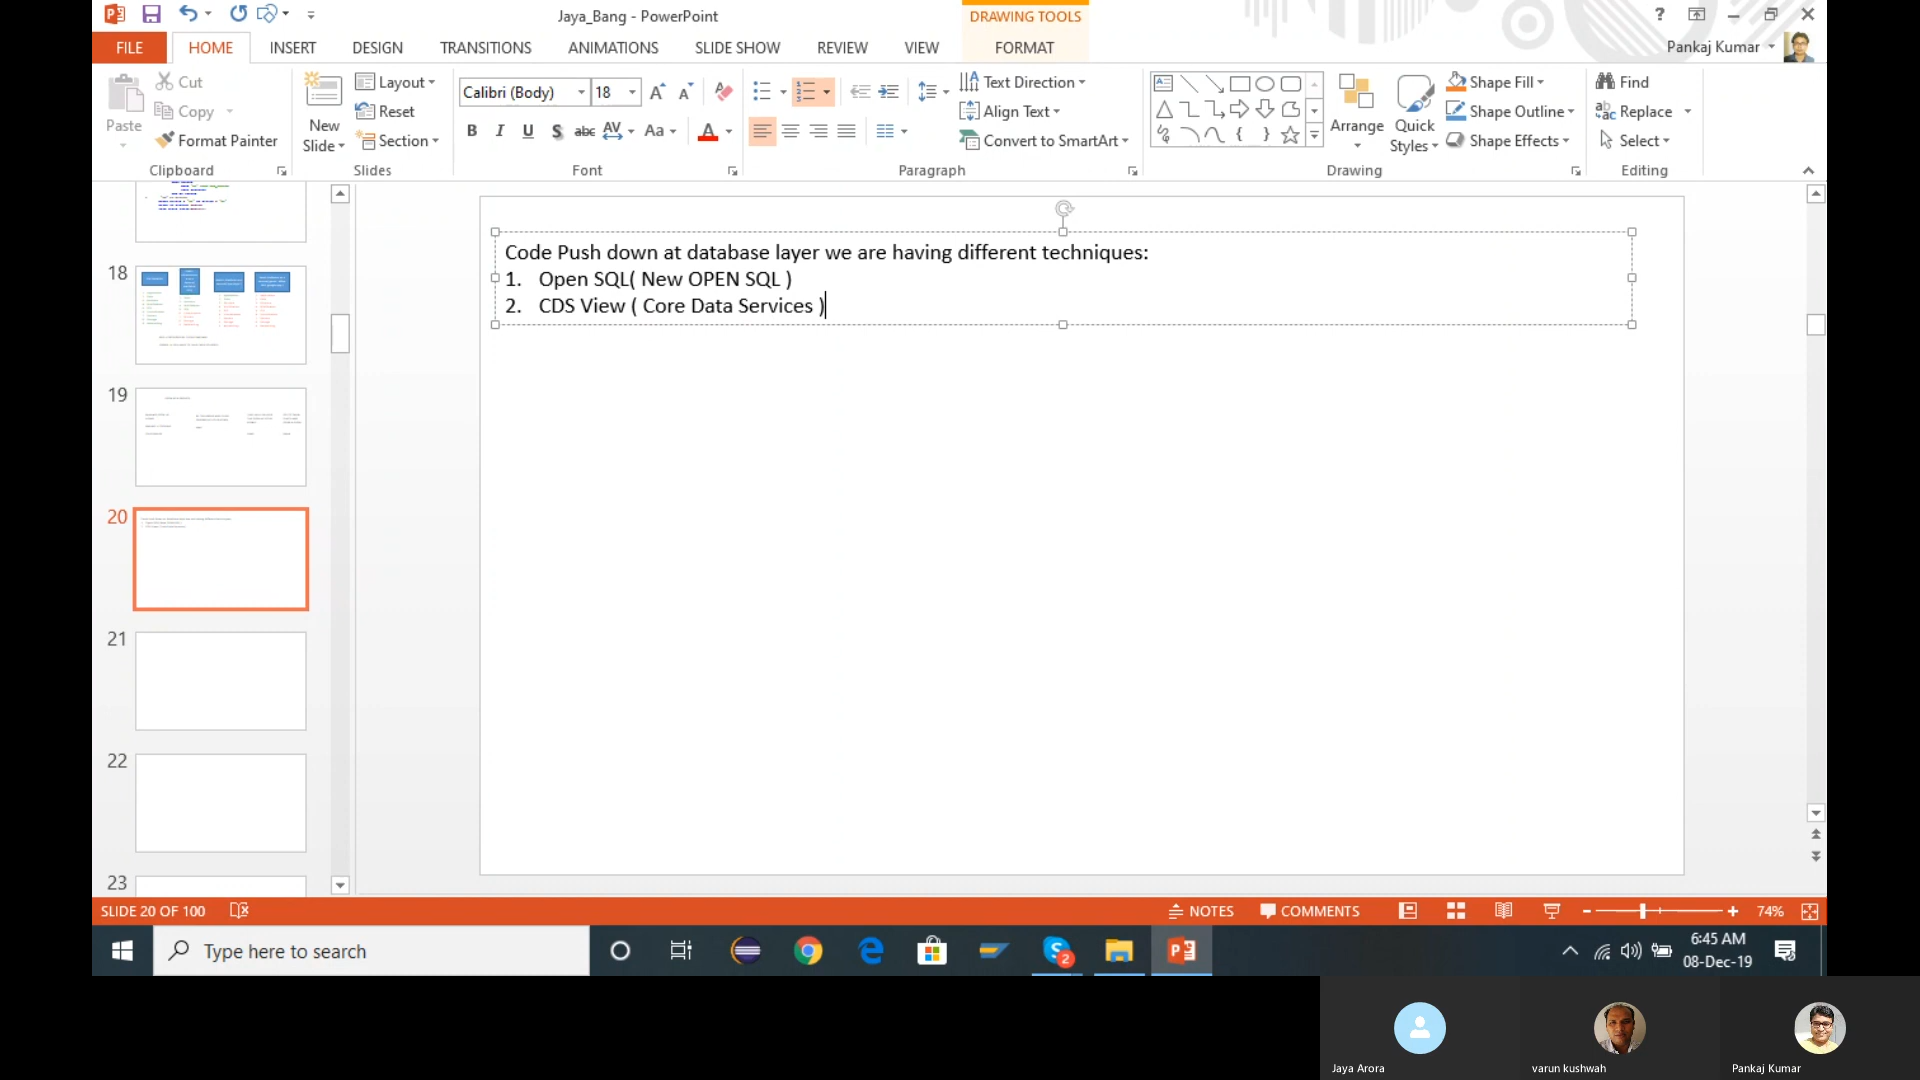 Jaya_Bang - PowerPoint
DRAWING TOOLS
?
FILE
HOME
INSERT
DESIGN
TRANSITIONS
ANIMATIONS
SLIDE SHOW
REVIEW
VIEW
FORMAT
Pankaj Kumar
Paste
Cut
Copy
Format Painter
Clipboard
New
Slide
Layout
Reset
Section
Slides
Calibri (Body)
18
B I U S abc AV Aa A
Font
Text Direction
Align Text
Convert to SmartArt
Paragraph
Arrange
Quick
Styles
Shape Fill
Shape Outline
Shape Effects
Drawing
Find
Replace
Select
Editing
18
19
20
21
22
23
Code Push down at database layer we are having different techniques:
1. Open SQL( New OPEN SQL )
2. CDS View ( Core Data Services )
SLIDE 20 OF 100
NOTES
COMMENTS
74%
Type here to search
2
6:45 AM
08-Dec-19
Jaya Arora
varun kushwah
Pankaj Kumar